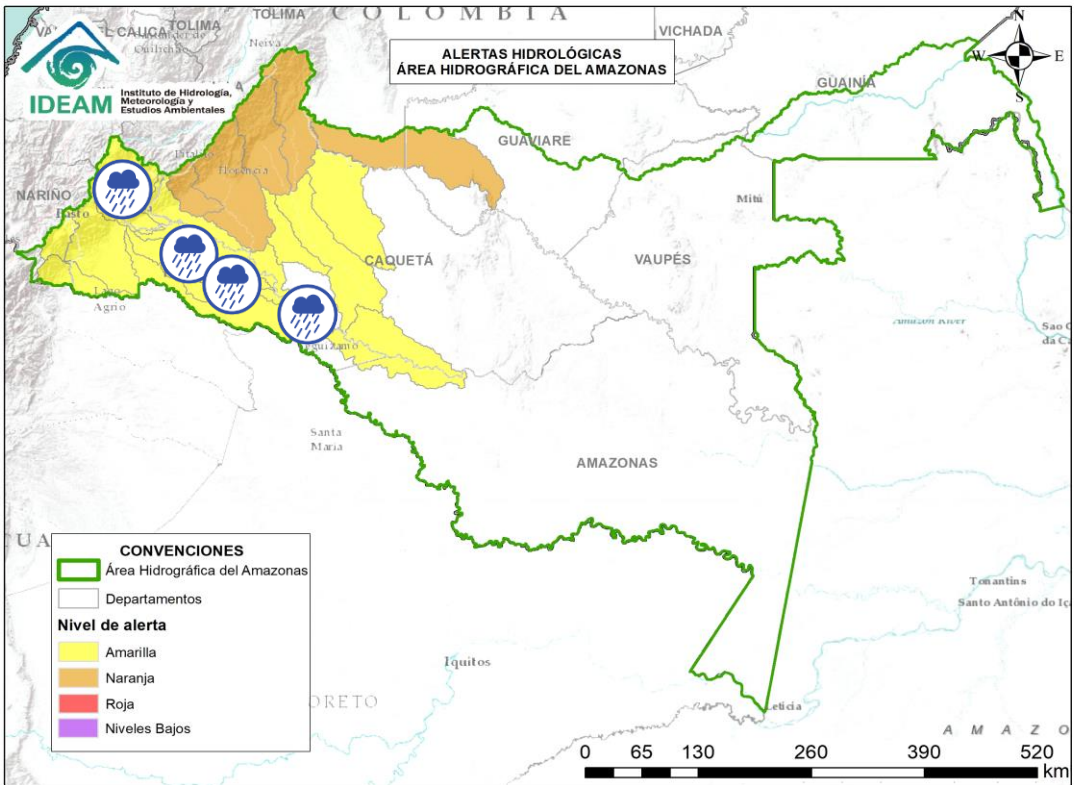 COLOMBIA
TOLIMA
TOLIMA
VICHADA
Neiva
IDEAM
Instituto de Hidrología,
Meteorología y
Estudios Ambientales
ALERTAS HIDROLÓGICAS
ÁREA HIDROGRÁFICA DEL AMAZONAS
N
W
E
S
GUAINÍA
GUAVIARE
Florencia
NARIÑO
Pasto
Mitú
CAQUETÁ
VAUPÉS
Lago
Agrio
Amazon River
Santa
Maria
AMAZONAS
CONVENCIONES
Área Hidrográfica del Amazonas
Departamentos
Nivel de alerta
Amarilla
Naranja
Roja
Niveles Bajos
Tonantins
Santo Antônio do Iç
Iquitos
ORETO
Leticia
A M A Z O
0 65 130 260 390 520
km